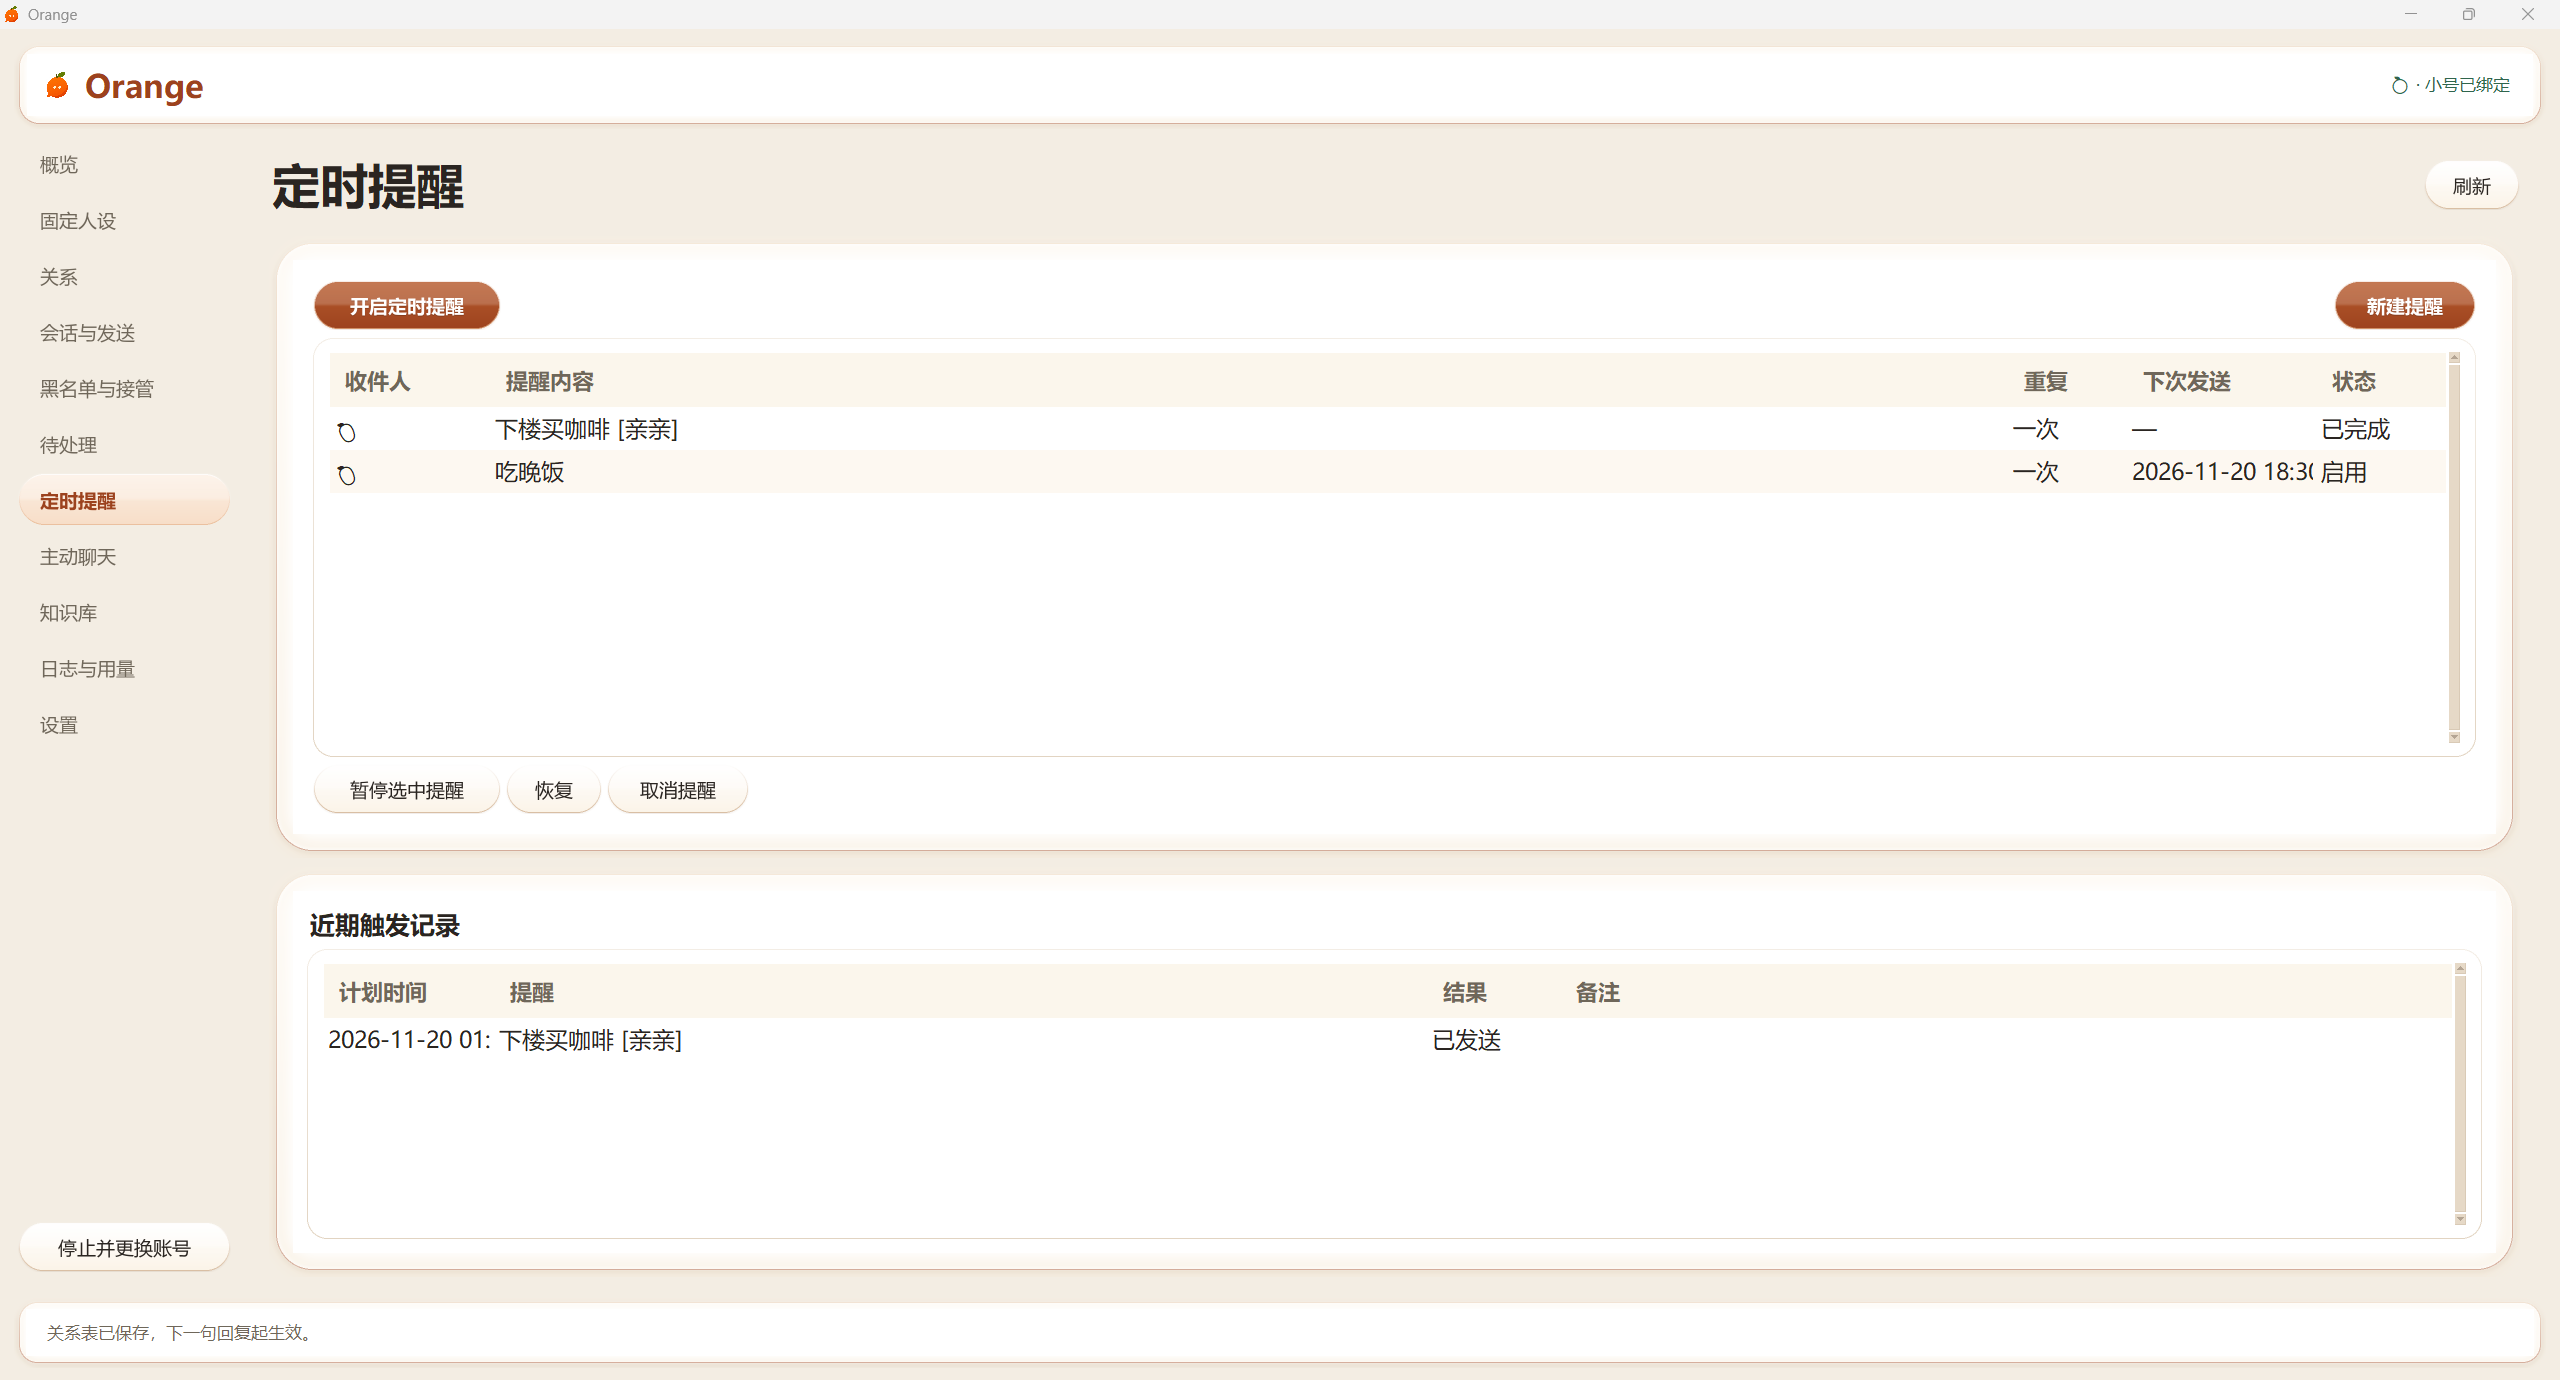 Orange
Orange
· 小号已绑定
概览
固定人设
关系
会话与发送
黑名单与接管
待处理
定时提醒
主动聊天
知识库
日志与用量
设置
停止并更换账号
定时提醒
刷新
开启定时提醒
新建提醒
收件人 提醒内容 重复 下次发送 状态
下楼买咖啡 [亲亲] 一次 — 已完成
吃晚饭 一次 2026-11-20 18:30 启用
暂停选中提醒 恢复 取消提醒
近期触发记录
计划时间 提醒 结果 备注
2026-11-20 01: 下楼买咖啡 [亲亲] 已发送
关系表已保存，下一句回复起生效。